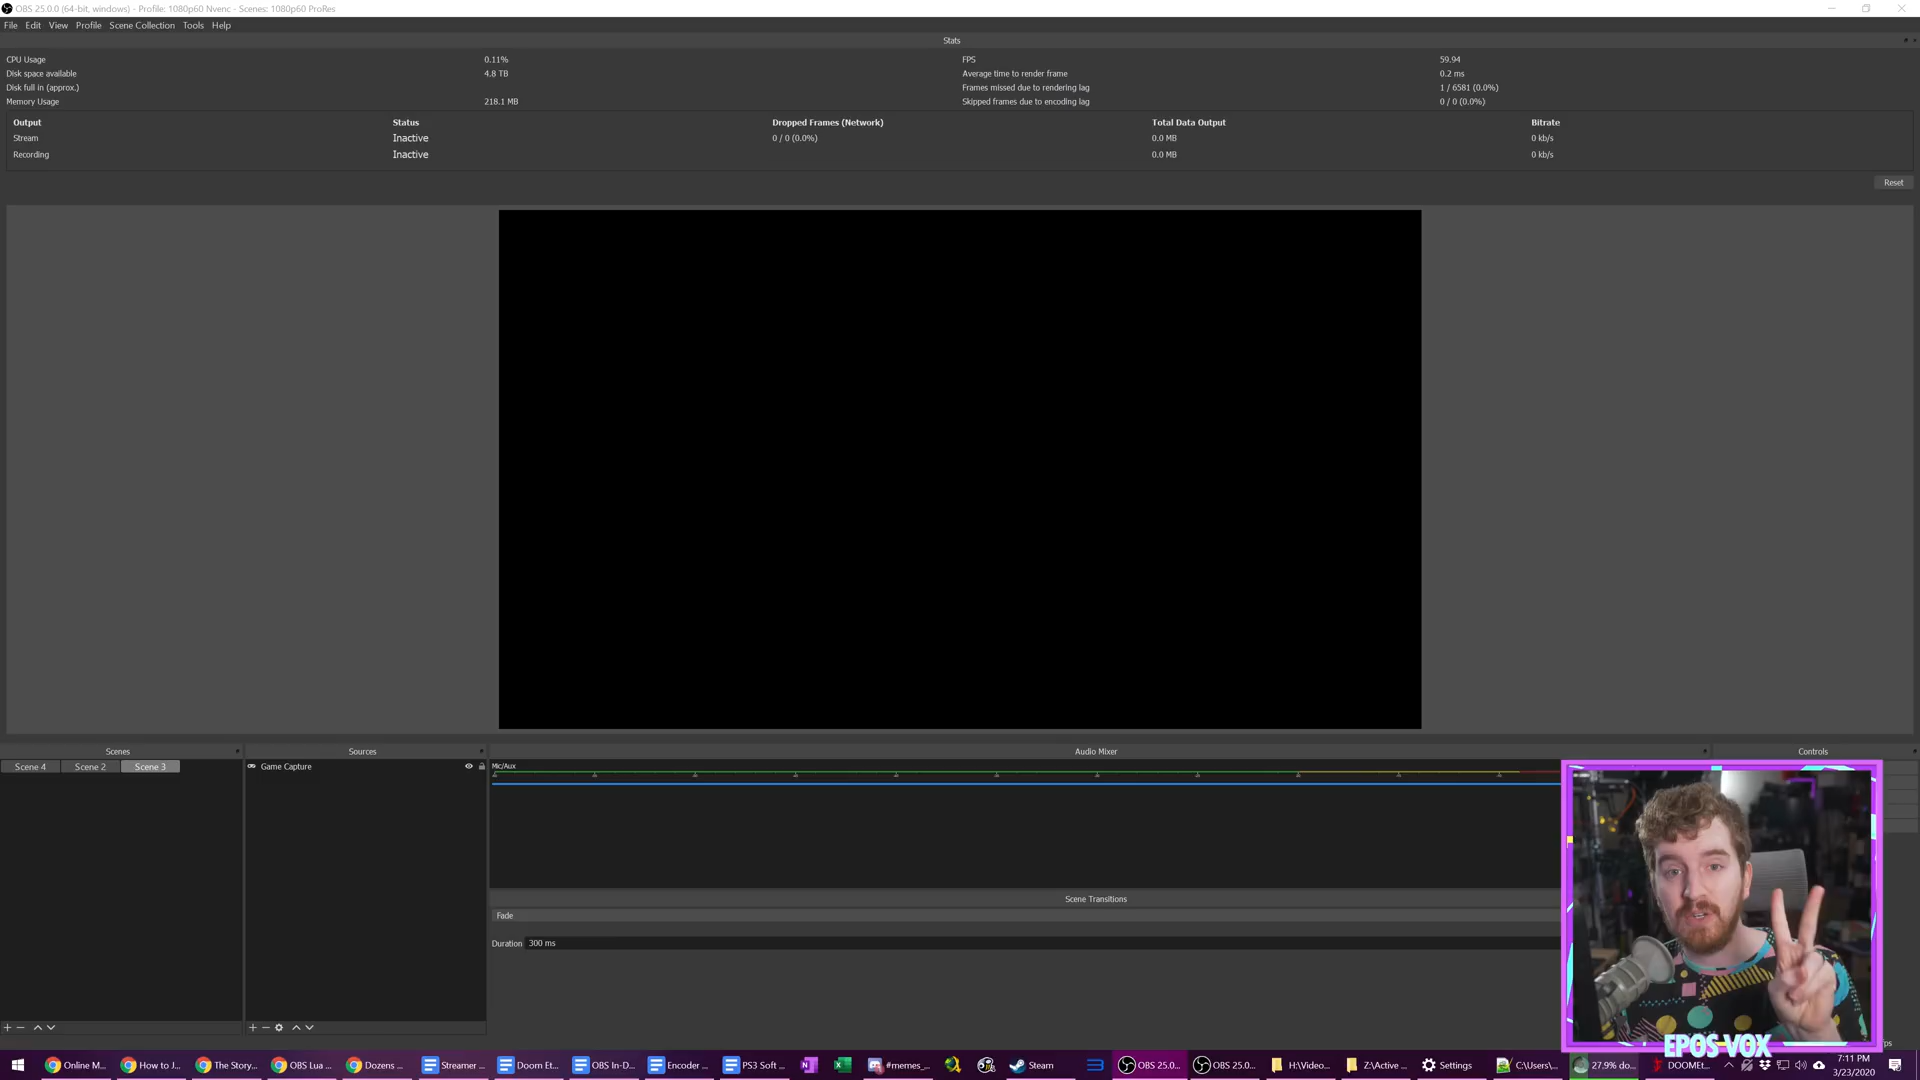 OBS 25.0.0 (64-bit, windows) - Profile: 1080p60 Nvenc - Scenes: 1080p60 ProRes
File Edit View Profile Scene Collection Tools Help
Stats
CPU Usage 0.11% FPS 59.94
Disk space available 4.8 TB Average time to render frame 0.2 ms
Disk full in (approx.) Frames missed due to rendering lag 1 / 6581 (0.0%)
Memory Usage 218.1 MB Skipped frames due to encoding lag 0 / 0 (0.0%)
Output Status Dropped Frames (Network) Total Data Output Bitrate
Stream Inactive 0 / 0 (0.0%) 0.0 MB 0 kb/s
Recording Inactive 0.0 MB 0 kb/s
Reset
Scenes Sources Audio Mixer Controls
Scene 4 Scene 2 Scene 3 Game Capture Mic/Aux
Scene Transitions
Fade
Duration 300 ms
EPOS VOX
Online M... How to J... The Story... OBS Lua ... Dozens ... Streamer ... Doom Et... OBS In-D... Encoder ... PS3 Soft ... #memes_... Steam OBS 25.0... OBS 25.0... H:\Video... Z:\Active ... Settings C:\Users\... 27.9% do... DOOMEt...
7:11 PM
3/23/2020